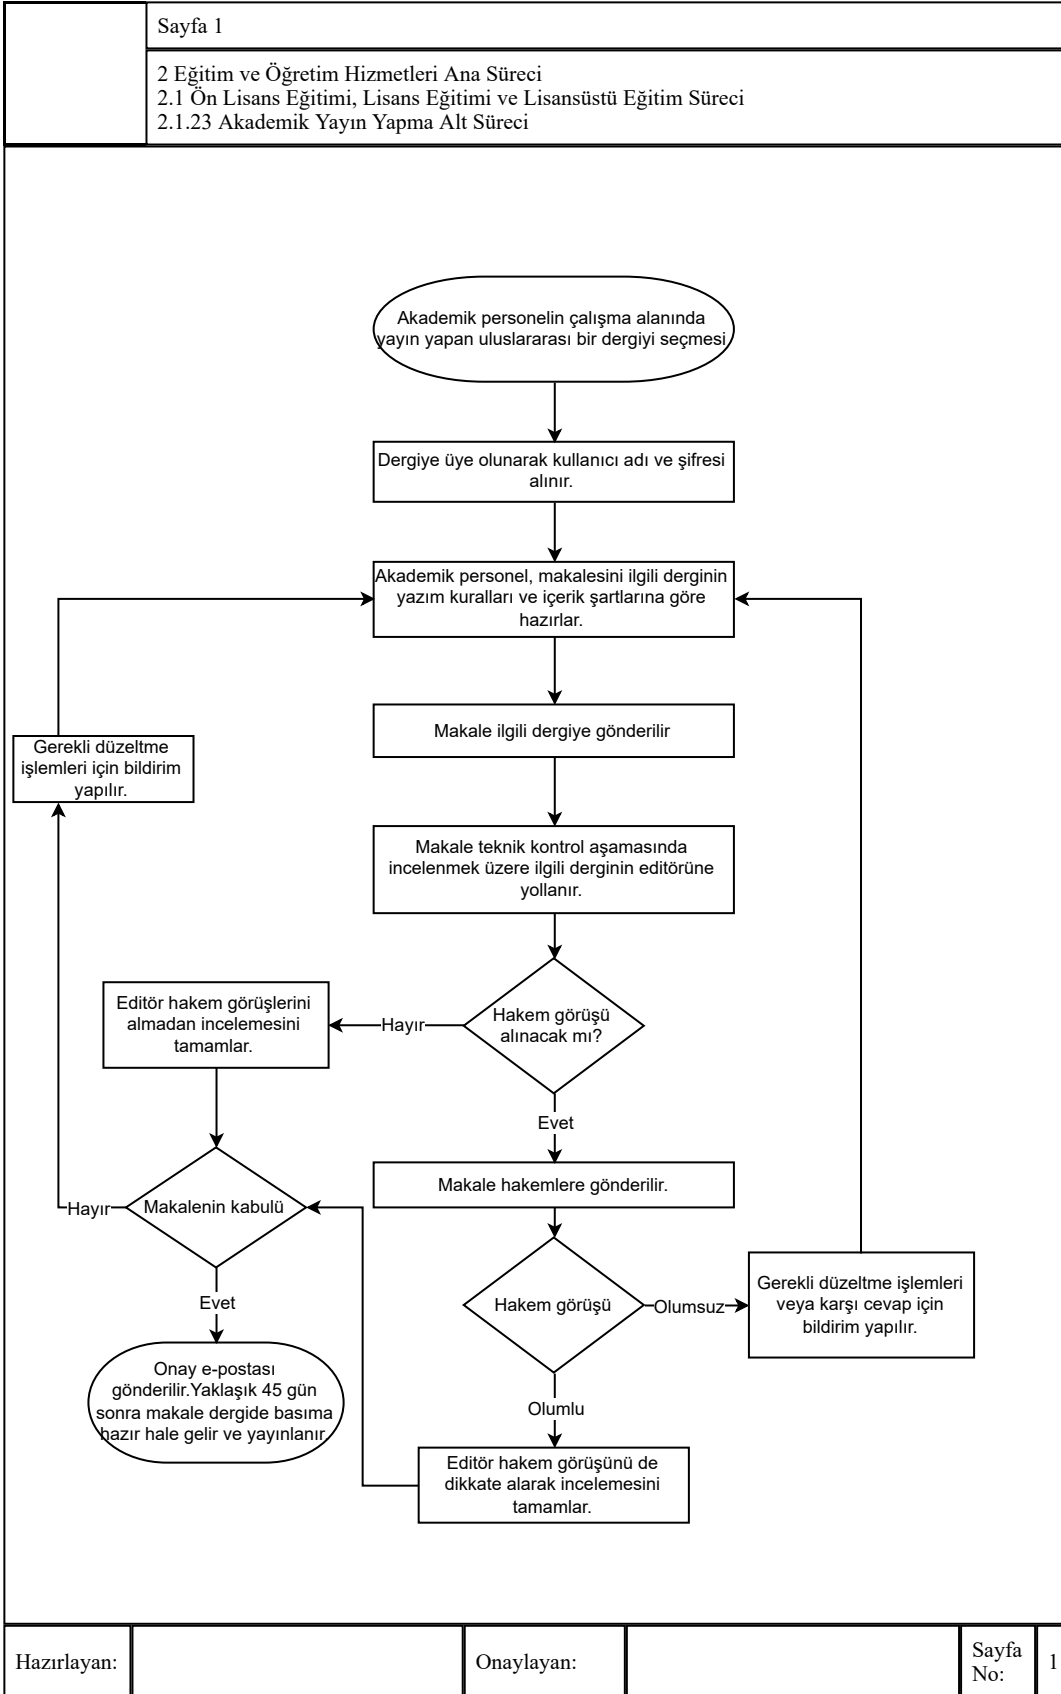 Sayfa 1
2 Eğitim ve Öğretim Hizmetleri Ana Süreci
2.1 Ön Lisans Eğitimi, Lisans Eğitimi ve Lisansüstü Eğitim Süreci
2.1.23 Akademik Yayın Yapma Alt Süreci
Akademik personelin çalışma alanında
yayın yapan uluslararası bir dergiyi seçmesi
Dergiye üye olunarak kullanıcı adı ve şifresi
alınır.
Akademik personel, makalesini ilgili derginin
yazım kuralları ve içerik şartlarına göre
hazırlar.
Makale ilgili dergiye gönderilir
Gerekli düzeltme
işlemleri için bildirim
yapılır.
Makale teknik kontrol aşamasında
incelenmek üzere ilgili derginin editörüne
yollanır.
Hakem görüşü
alınacak mı?
Hayır
Editör hakem görüşlerini
almadan incelemesini
tamamlar.
Evet
Makale hakemlere gönderilir.
Makalenin kabulü
Hayır
Evet
Hakem görüşü
Olumsuz
Gerekli düzeltme işlemleri
veya karşı cevap için
bildirim yapılır.
Onay e-postası
gönderilir.Yaklaşık 45 gün
sonra makale dergide basıma
hazır hale gelir ve yayınlanır.
Olumlu
Editör hakem görüşünü de
dikkate alarak incelemesini
tamamlar.
Hazırlayan:
Onaylayan:
Sayfa
No:
1